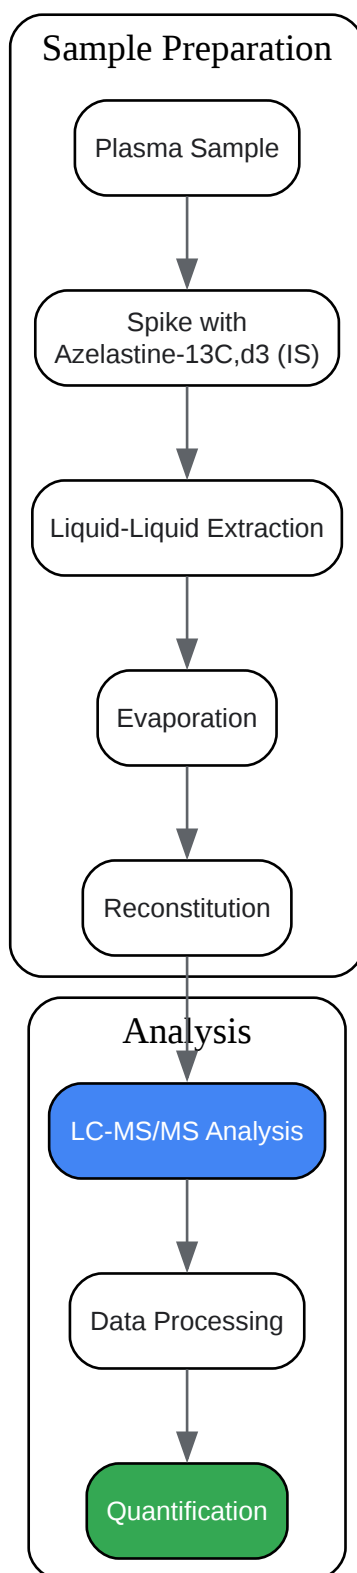 Sample Preparation
Plasma Sample
Spike with
Azelastine-13C,d3 (IS)
Liquid-Liquid Extraction
Evaporation
Reconstitution
Analysis
LC-MS/MS Analysis
Data Processing
Quantification